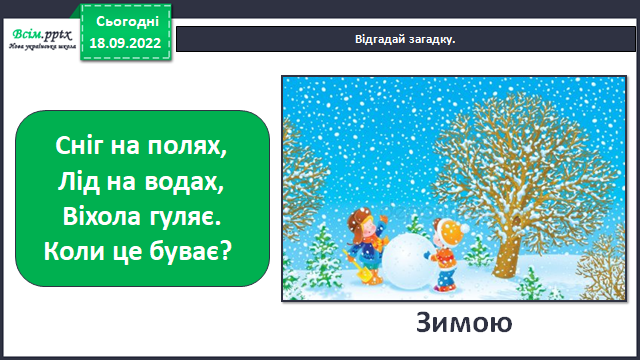 Всім.pptx
Нова українська школа
Сьогодні
18.09.2022
Відгадай загадку.
Сніг на полях,
Лід на водах,
Віхола гуляє.
Коли це буває?
Зимою